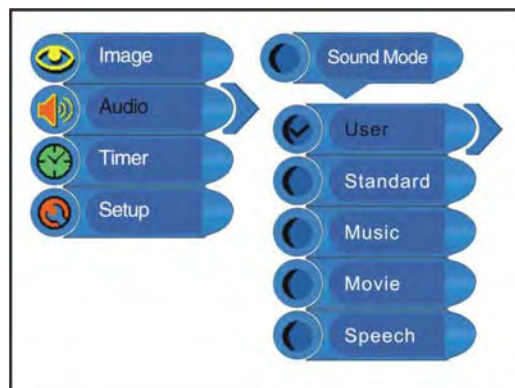 Image
Audio
Timer
Setup
Sound Mode
User
Standard
Music
Movie
Speech